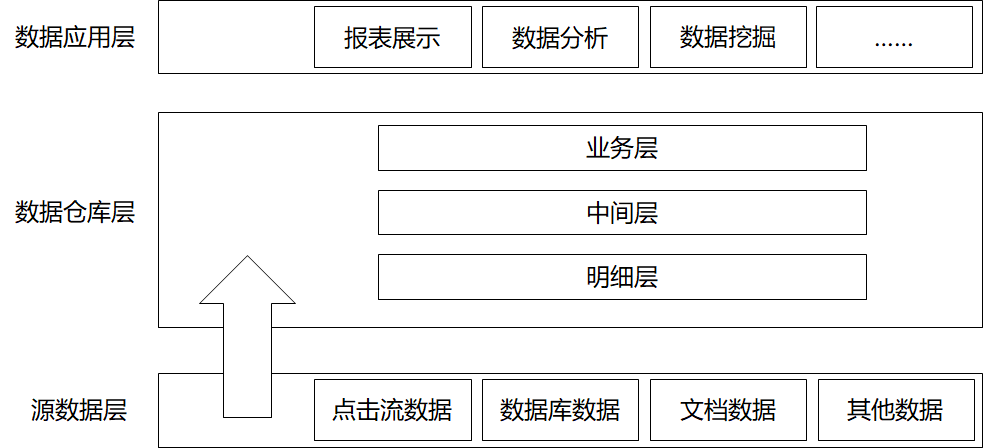 数据应用层
报表展示
数据分析
数据挖掘
……
数据仓库层
业务层
中间层
明细层
源数据层
点击流数据
数据库数据
文档数据
其他数据